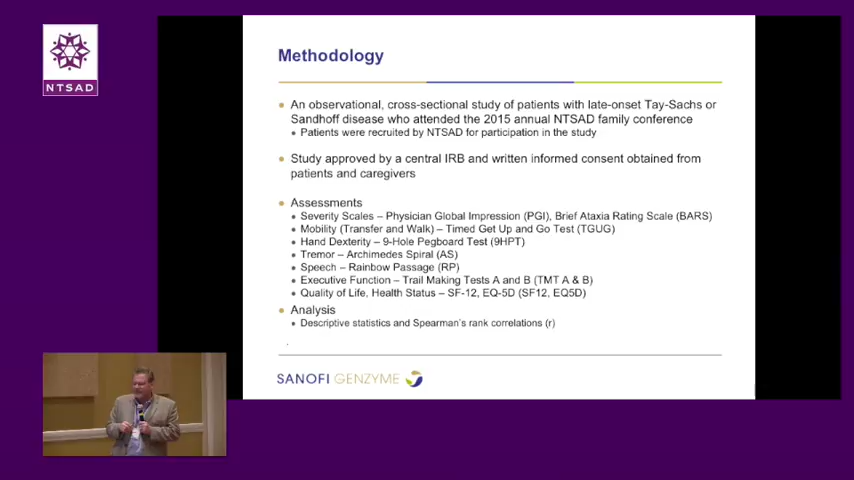 NTSAD
Methodology
• An observational, cross-sectional study of patients with late-onset Tay-Sachs or
Sandhoff disease who attended the 2015 annual NTSAD family conference
• Patients were recruited by NTSAD for participation in the study
• Study approved by a central IRB and written informed consent obtained from
patients and caregivers
• Assessments
• Severity Scales – Physician Global Impression (PGI), Brief Ataxia Rating Scale (BARS)
• Mobility (Transfer and Walk) – Timed Get Up and Go Test (TGUG)
• Hand Dexterity – 9-Hole Pegboard Test (9HPT)
• Tremor – Archimedes Spiral (AS)
• Speech – Rainbow Passage (RP)
• Executive Function – Trail Making Tests A and B (TMT A & B)
• Quality of Life, Health Status – SF-12, EQ-5D (SF12, EQ5D)
• Analysis
• Descriptive statistics and Spearman's rank correlations (r)
.
SANOFI GENZYME